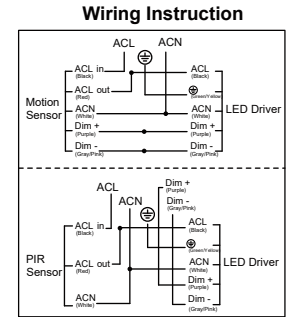 Wiring Instruction
ACL ACN
ACL in ACL
(Black) (Black)
ACL out
(Red) (Green/Yellow)
Motion Sensor ACN ACN LED Driver
(White) (White)
Dim + Dim +
(Purple) (Purple)
Dim - Dim -
(Gray/Pink) (Gray/Pink)
Dim +
(Purple)
ACL Dim -
ACN (Gray/Pink)
ACL in ACL
(Black) (Black)
(Green/Yellow)
PIR Sensor ACL out ACN LED Driver
(Red) (White)
Dim +
(Purple)
ACN Dim -
(White) (Gray/Pink)